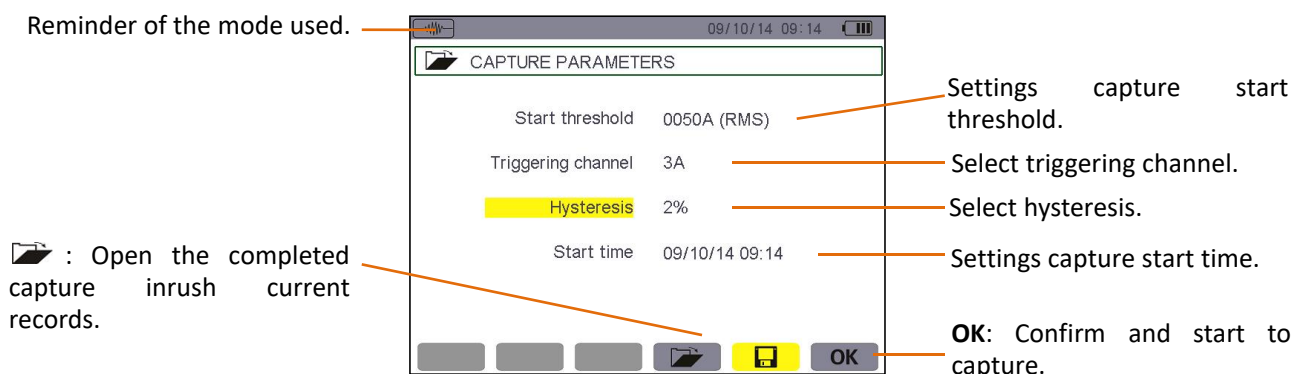 Reminder of the mode used.
09/10/14 09:14
CAPTURE PARAMETERS
Start threshold 0050A (RMS)
Settings capture start
threshold.
Triggering channel 3A
Select triggering channel.
Hysteresis 2%
Select hysteresis.
Start time 09/10/14 09:14
Settings capture start time.
: Open the completed
capture inrush current
records.
OK
OK: Confirm and start to
capture.